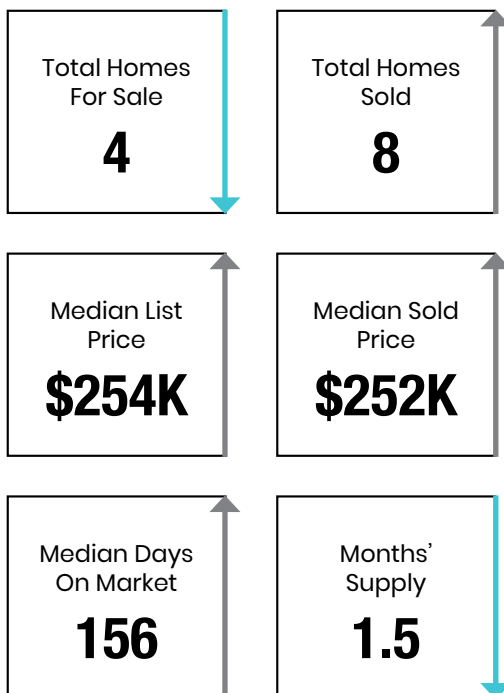 Total Homes
For Sale
4
Total Homes
Sold
8
Median List
Price
$254K
Median Sold
Price
$252K
Median Days
On Market
156
Months’
Supply
1.5